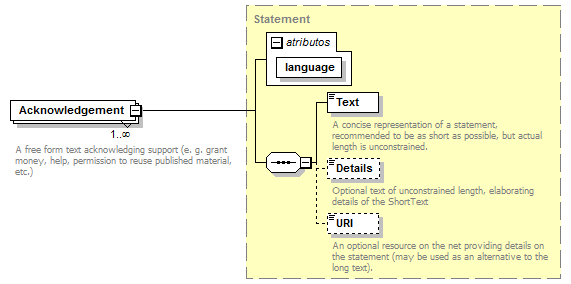 Statement
atributos
language
Acknowledgement
1..∞
A free form text acknowledging support (e. g. grant
money, help, permission to reuse published material,
etc.)
Text
A concise representation of a statement,
recommended to be as short as possible, but actual
length is unconstrained.
Details
Optional text of unconstrained length, elaborating
details of the ShortText
URI
An optional resource on the net providing details on
the statement (may be used as an alternative to the
long text).